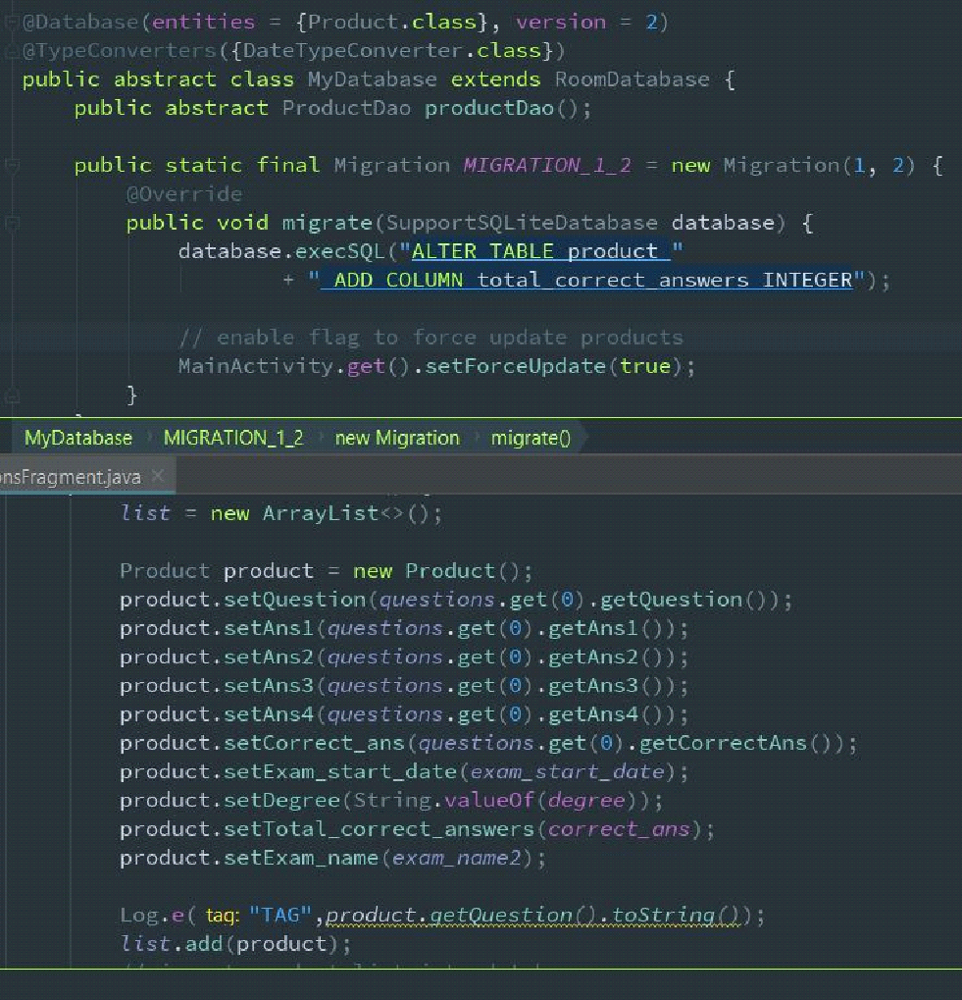 @Database(entities = {Product.class}, version = 2)
@TypeConverters({DateTypeConverter.class})
public abstract class MyDatabase extends RoomDatabase {
public abstract ProductDao productDao();
public static final Migration MIGRATION_1_2 = new Migration(1, 2) {
@Override
public void migrate(SupportSQLiteDatabase database) {
database.execSQL("ALTER TABLE product "
+ " ADD COLUMN total_correct_answers INTEGER");
// enable flag to force update products
MainActivity.get().setForceUpdate(true);
}
MyDatabase MIGRATION_1_2 new Migration migrate()
onsFragment.java
list = new ArrayList<>();
Product product = new Product();
product.setQuestion(questions.get(0).getQuestion());
product.setAns1(questions.get(0).getAns1());
product.setAns2(questions.get(0).getAns2());
product.setAns3(questions.get(0).getAns3());
product.setAns4(questions.get(0).getAns4());
product.setCorrect_ans(questions.get(0).getCorrectAns());
product.setExam_start_date(exam_start_date);
product.setDegree(String.valueOf(degree));
product.setTotal_correct_answers(correct_ans);
product.setExam_name(exam_name2);
Log.e( tag: "TAG",product.getQuestion().toString());
list.add(product);